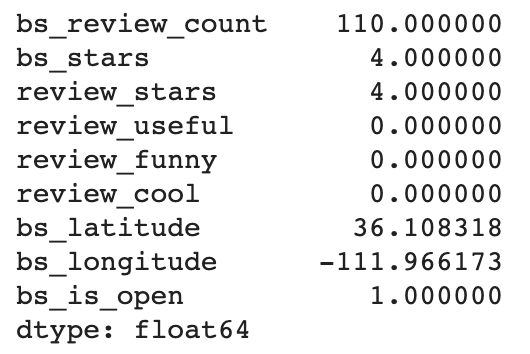 bs_review_count 110.000000
bs_stars 4.000000
review_stars 4.000000
review_useful 0.000000
review_funny 0.000000
review_cool 0.000000
bs_latitude 36.108318
bs_longitude -111.966173
bs_is_open 1.000000
dtype: float64